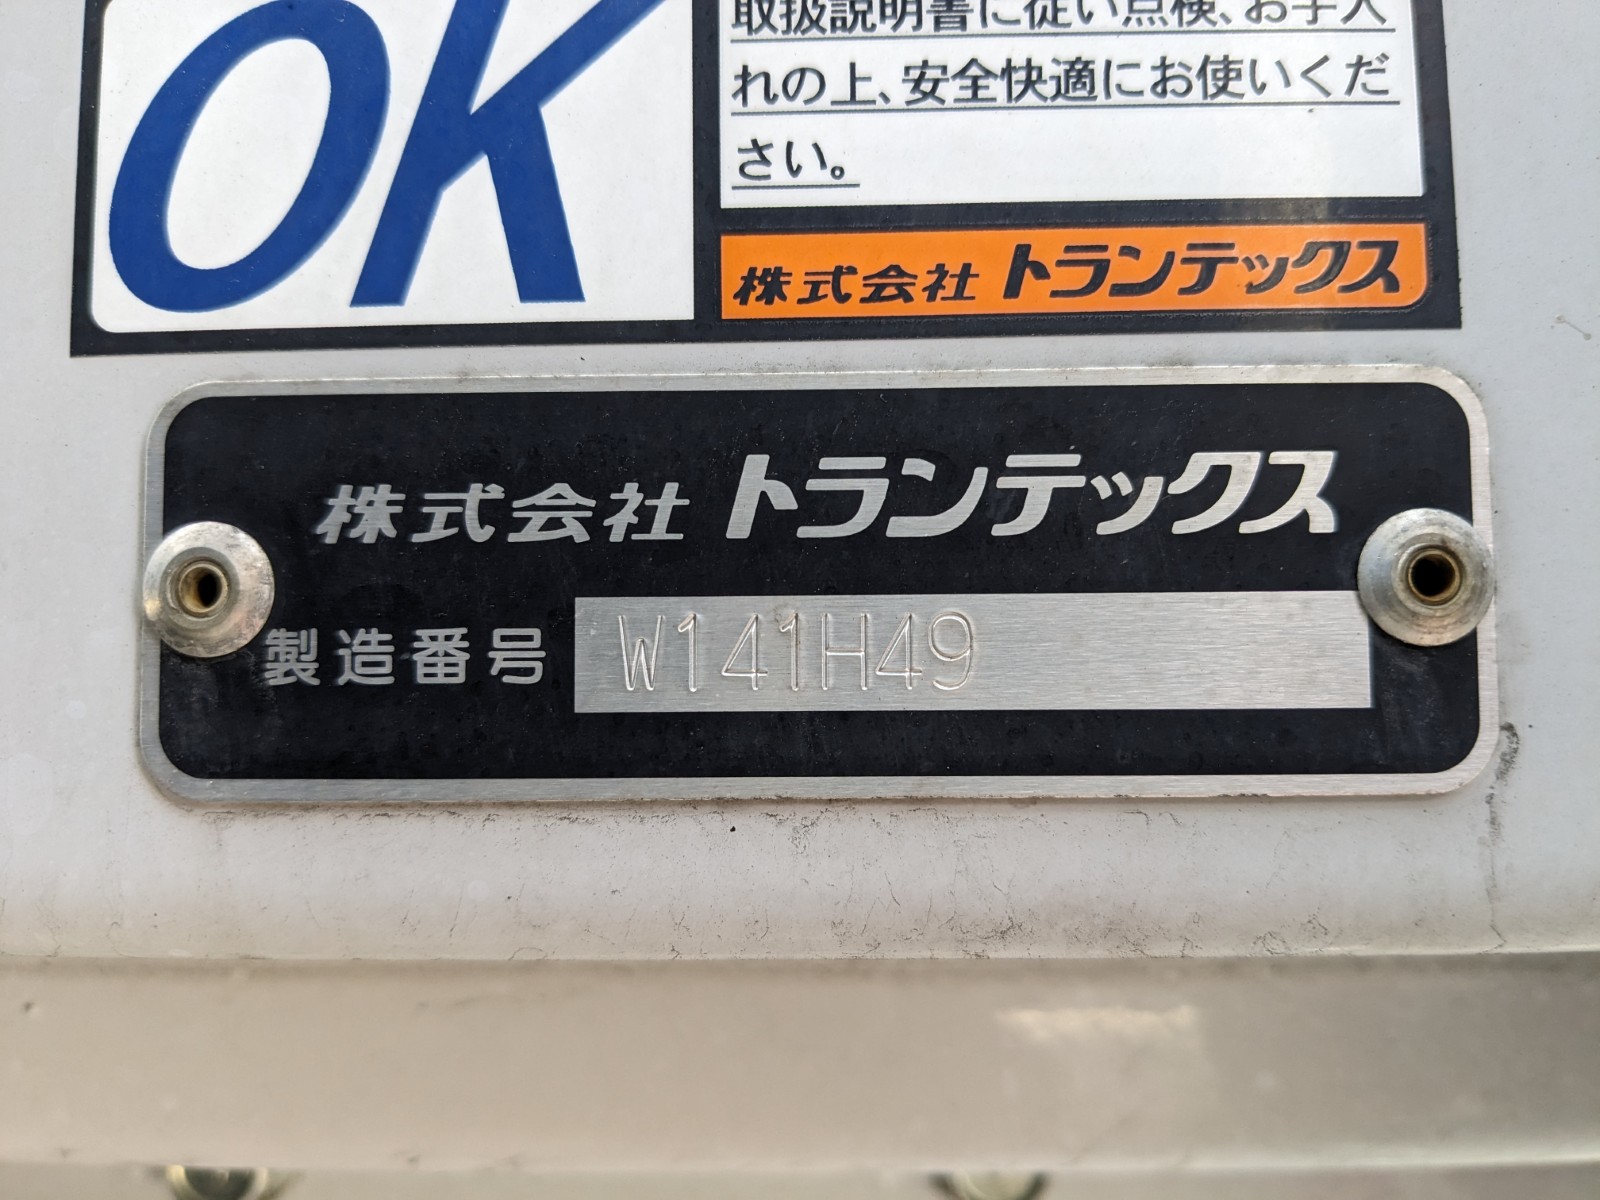 OK
取扱説明書に従い点検、お手入
れの上、安全快適にお使いくだ
さい。
株式会社 トランテックス
株式会社 トランテックス
製造番号 W141H49